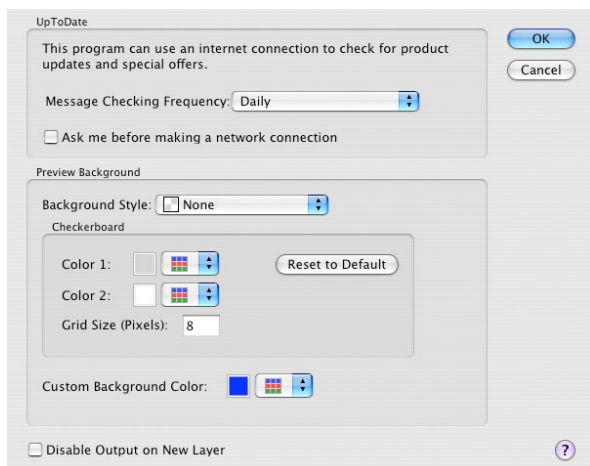 UpToDate
This program can use an internet connection to check for product
updates and special offers.
OK
Cancel
Message Checking Frequency: Daily
Ask me before making a network connection
Preview Background
Background Style: None
Checkerboard
Color 1:
Reset to Default
Color 2:
Grid Size (Pixels): 8
Custom Background Color:
Disable Output on New Layer
?